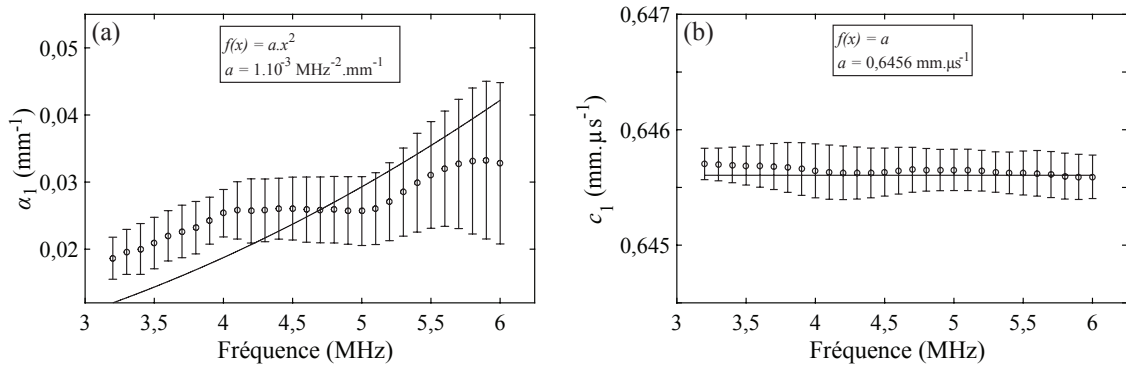 (a)
f(x) = a.x²
a = 1.10⁻³ MHz⁻².mm⁻¹
0,05
0,04
0,03
0,02
α₁ (mm⁻¹)
3 3,5 4 4,5 5 5,5 6
Fréquence (MHz)
(b)
f(x) = a
a = 0,6456 mm.µs⁻¹
0,647
0,646
0,645
c₁ (mm.µs⁻¹)
3 3,5 4 4,5 5 5,5 6
Fréquence (MHz)